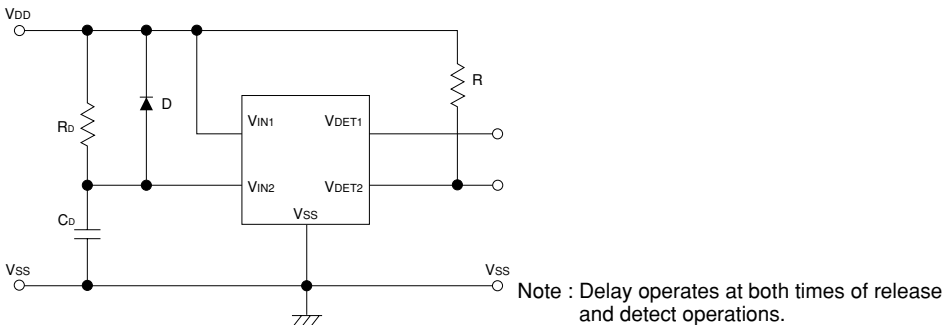 VDD
R
D
RD
VIN1 VDET1
VIN2 VDET2
VSS
CD
VSS VSS
Note : Delay operates at both times of release
and detect operations.